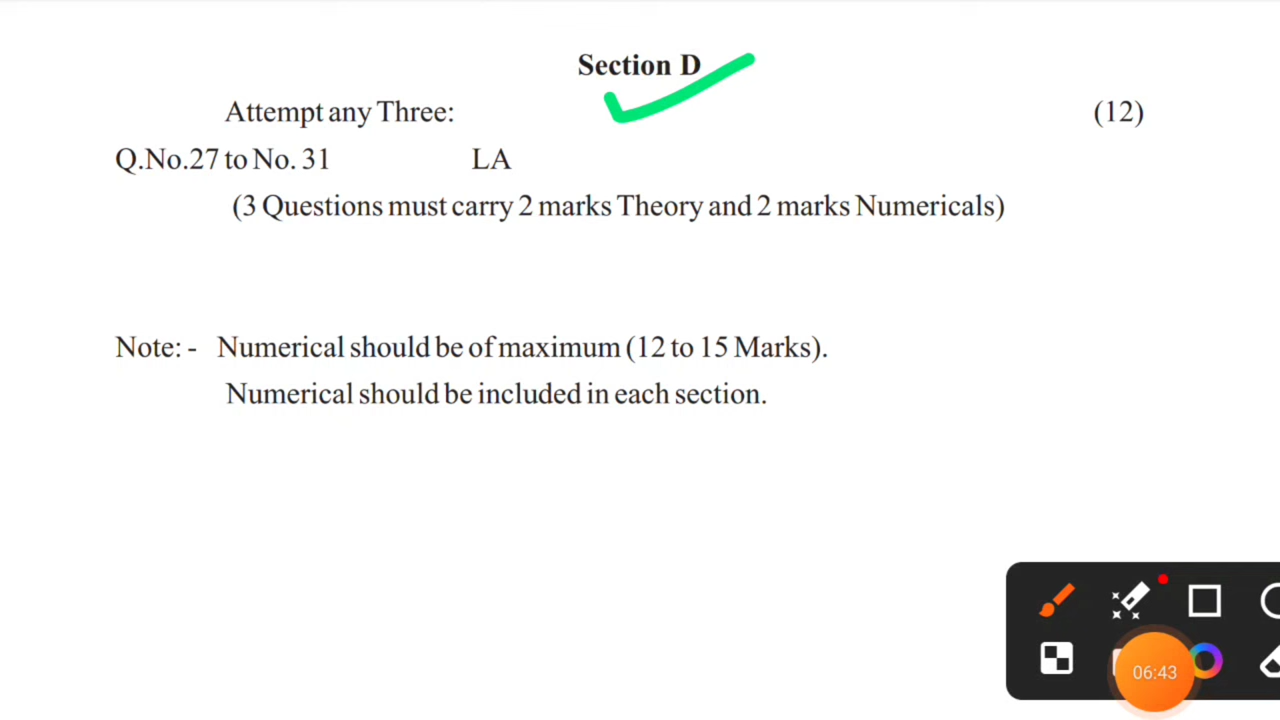 Section D
Attempt any Three: (12)
Q.No.27 to No. 31 LA
(3 Questions must carry 2 marks Theory and 2 marks Numericals)
Note: - Numerical should be of maximum (12 to 15 Marks).
Numerical should be included in each section.
06:43